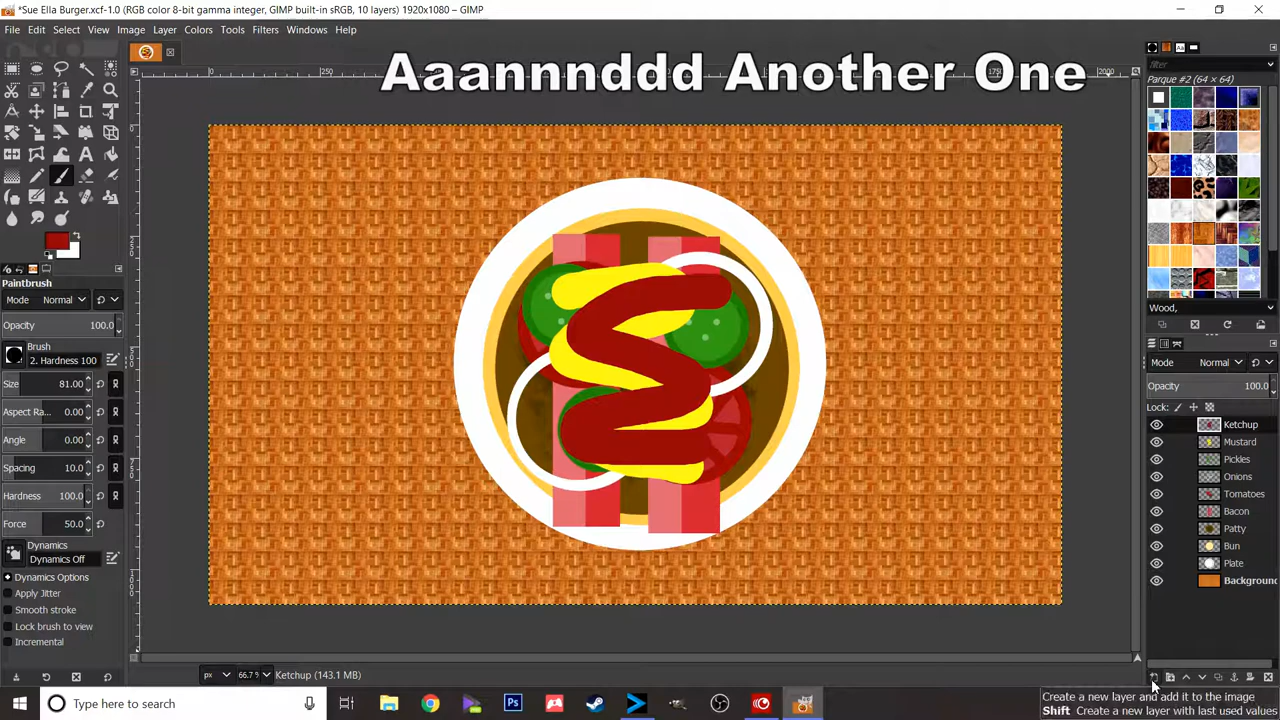 *Sue Ella Burger.xcf-1.0 (RGB color 8-bit gamma integer, GIMP built-in sRGB, 10 layers) 1920x1080 – GIMP
File Edit Select View Image Layer Colors Tools Filters Windows Help
Aaannnddd Another One
filter
Parque #2 (64 × 64)
Paintbrush
Mode Normal
Opacity 100.0
Brush
2. Hardness 100
Size 81.00
Aspect Ra... 0.00
Angle 0.00
Spacing 10.0
Hardness 100.0
Force 50.0
Dynamics
Dynamics Off
Dynamics Options
Apply Jitter
Smooth stroke
Lock brush to view
Incremental
Wood,
Mode Normal
Opacity 100.0
Lock:
Ketchup
Mustard
Pickles
Onions
Tomatoes
Bacon
Patty
Bun
Plate
Background
px 66.7 % Ketchup (143.1 MB)
Create a new layer and add it to the image
Shift Create a new layer with last used values
Type here to search